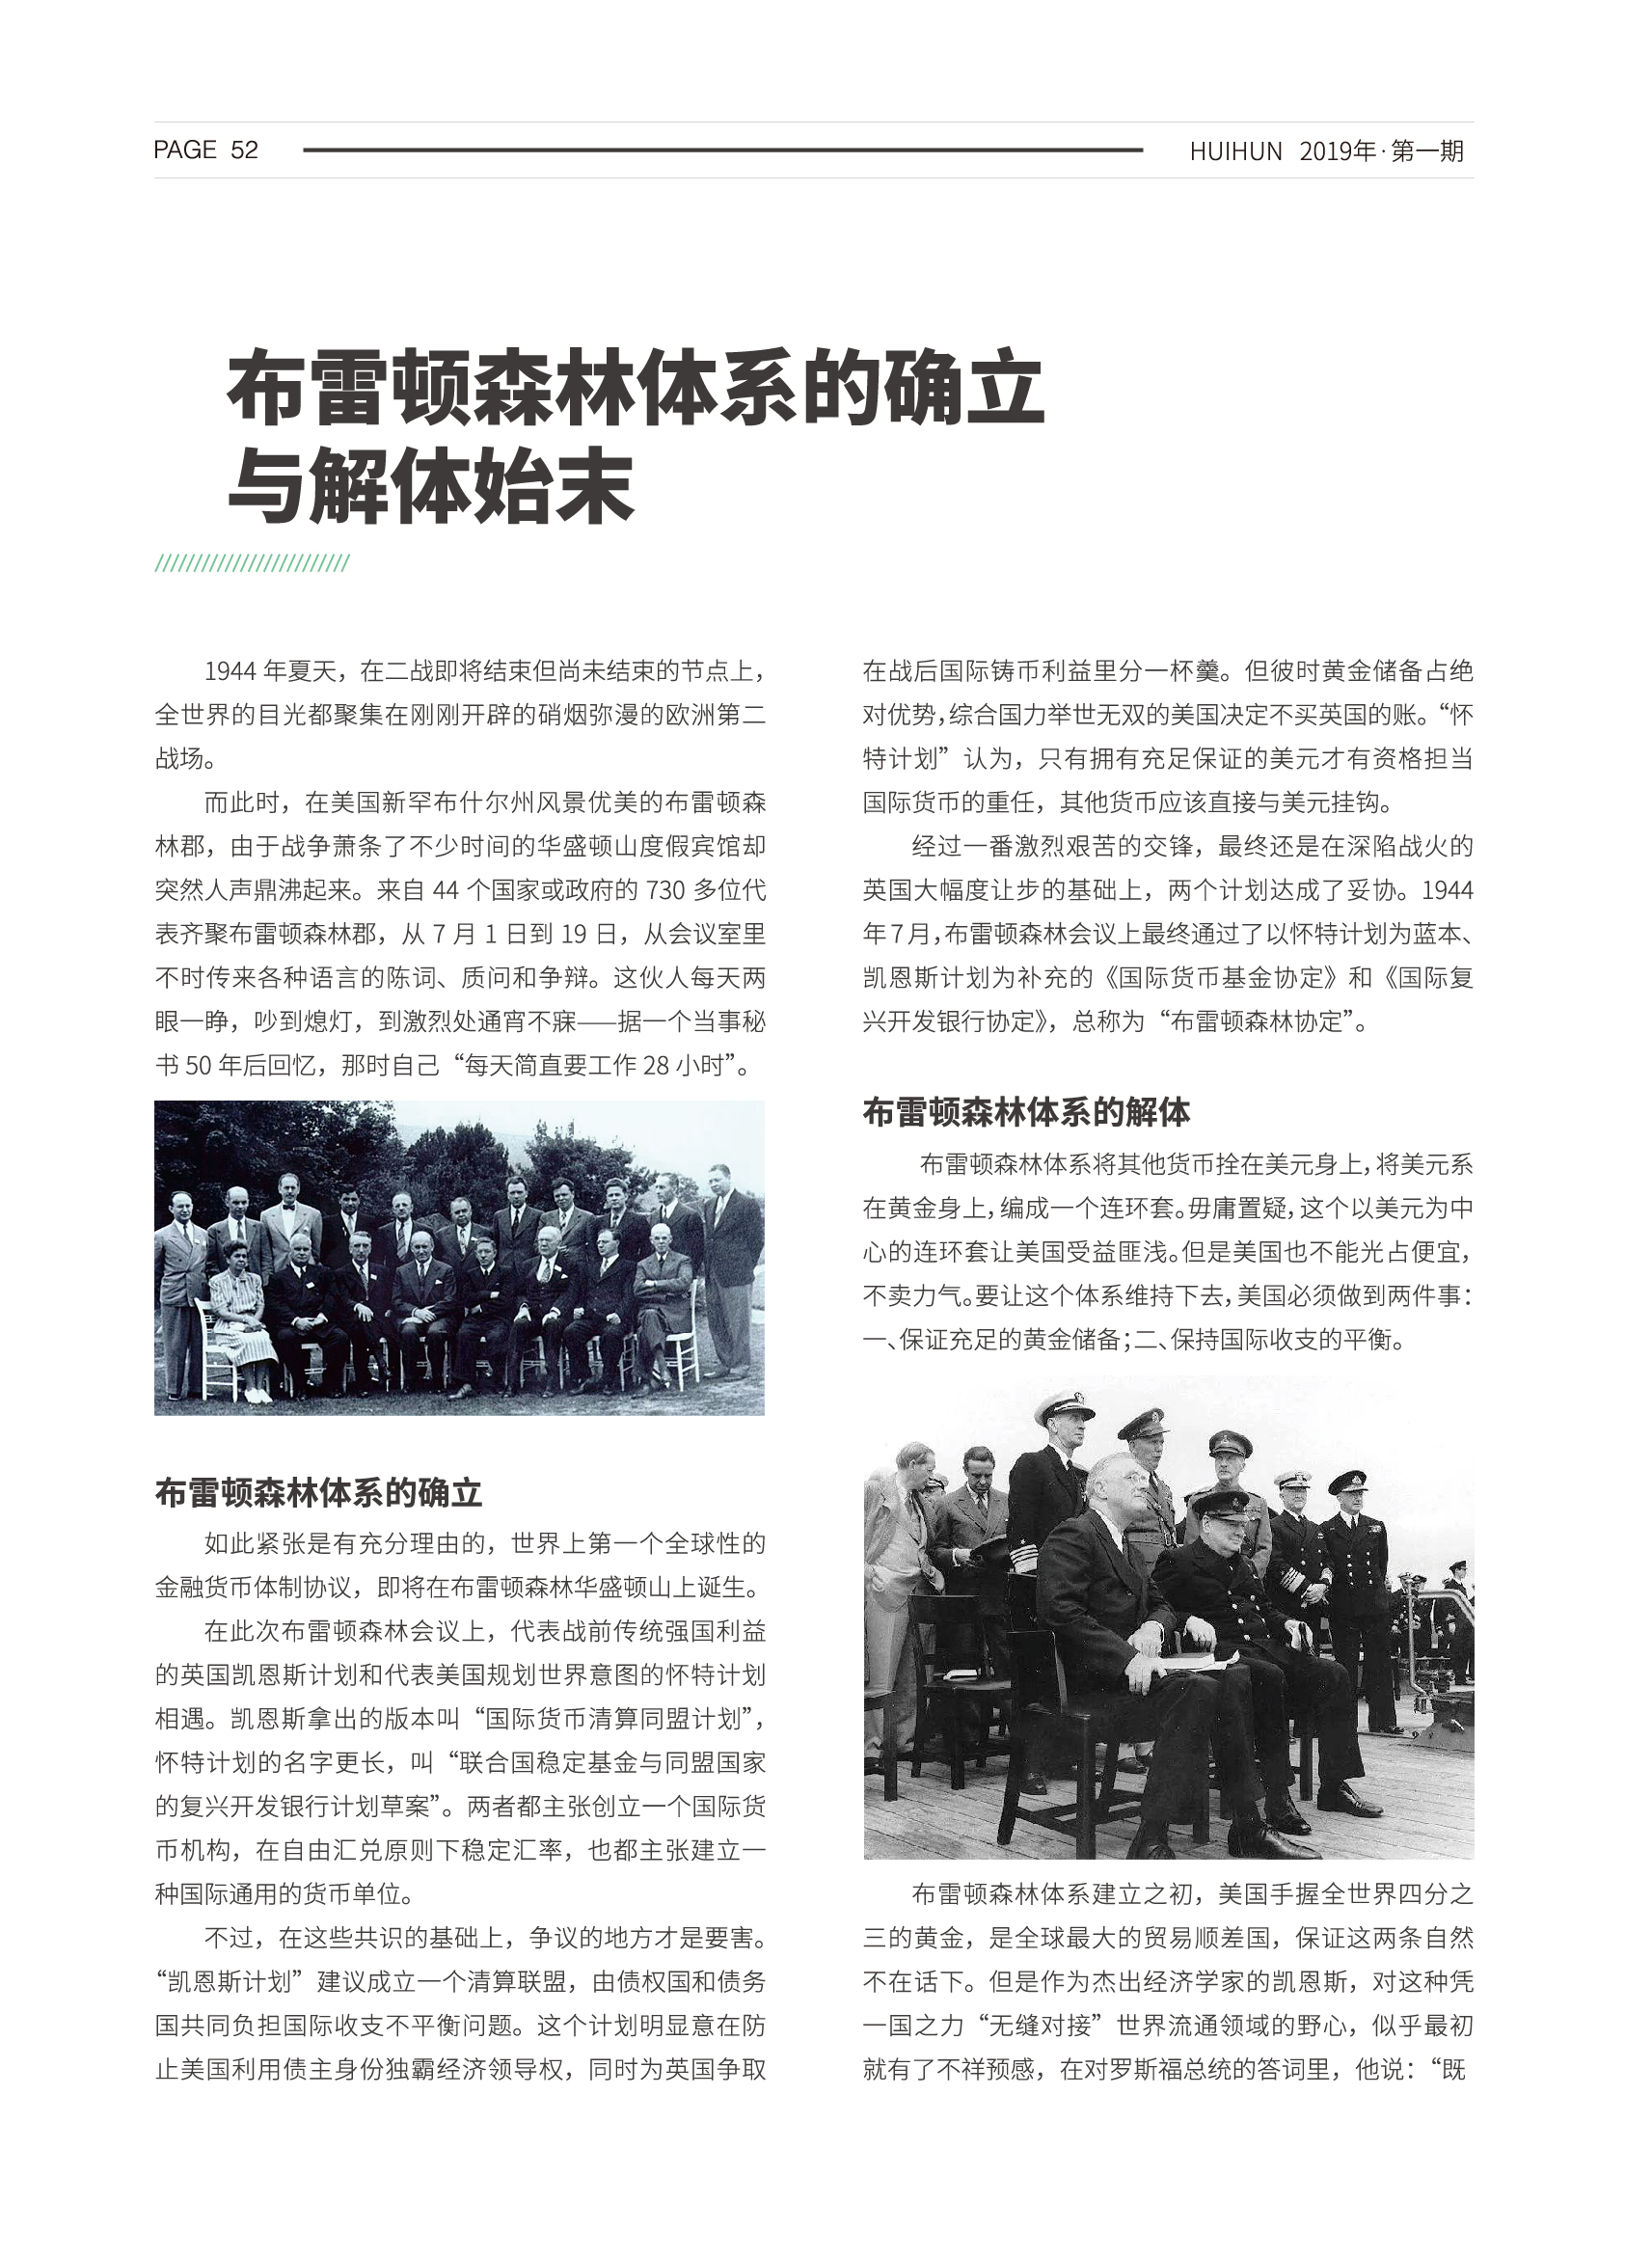 PAGE 52
HUIHUN 2019年·第一期
布雷顿森林体系的确立
与解体始末
1944 年夏天，在二战即将结束但尚未结束的节点上，
全世界的目光都聚集在刚刚开辟的硝烟弥漫的欧洲第二
战场。
而此时，在美国新罕布什尔州风景优美的布雷顿森
林郡，由于战争萧条了不少时间的华盛顿山度假宾馆却
突然人声鼎沸起来。来自 44 个国家或政府的 730 多位代
表齐聚布雷顿森林郡，从 7 月 1 日到 19 日，从会议室里
不时传来各种语言的陈词、质问和争辩。这伙人每天两
眼一睁，吵到熄灯，到激烈处通宵不寐——据一个当事秘
书 50 年后回忆，那时自己“每天简直要工作 28 小时”。
布雷顿森林体系的确立
如此紧张是有充分理由的，世界上第一个全球性的
金融货币体制协议，即将在布雷顿森林华盛顿山上诞生。
在此次布雷顿森林会议上，代表战前传统强国利益
的英国凯恩斯计划和代表美国规划世界意图的怀特计划
相遇。凯恩斯拿出的版本叫“国际货币清算同盟计划”，
怀特计划的名字更长，叫“联合国稳定基金与同盟国家
的复兴开发银行计划草案”。两者都主张创立一个国际货
币机构，在自由汇兑原则下稳定汇率，也都主张建立一
种国际通用的货币单位。
不过，在这些共识的基础上，争议的地方才是要害。
“凯恩斯计划”建议成立一个清算联盟，由债权国和债务
国共同负担国际收支不平衡问题。这个计划明显意在防
止美国利用债主身份独霸经济领导权，同时为英国争取
在战后国际铸币利益里分一杯羹。但彼时黄金储备占绝
对优势，综合国力举世无双的美国决定不买英国的账。“怀
特计划”认为，只有拥有充足保证的美元才有资格担当
国际货币的重任，其他货币应该直接与美元挂钩。
经过一番激烈艰苦的交锋，最终还是在深陷战火的
英国大幅度让步的基础上，两个计划达成了妥协。1944
年7月，布雷顿森林会议上最终通过了以怀特计划为蓝本、
凯恩斯计划为补充的《国际货币基金协定》和《国际复
兴开发银行协定》，总称为“布雷顿森林协定”。
布雷顿森林体系的解体
布雷顿森林体系将其他货币拴在美元身上，将美元系
在黄金身上，编成一个连环套。毋庸置疑，这个以美元为中
心的连环套让美国受益匪浅。但是美国也不能光占便宜，
不卖力气。要让这个体系维持下去，美国必须做到两件事：
一、保证充足的黄金储备；二、保持国际收支的平衡。
布雷顿森林体系建立之初，美国手握全世界四分之
三的黄金，是全球最大的贸易顺差国，保证这两条自然
不在话下。但是作为杰出经济学家的凯恩斯，对这种凭
一国之力“无缝对接”世界流通领域的野心，似乎最初
就有了不祥预感，在对罗斯福总统的答词里，他说：“既